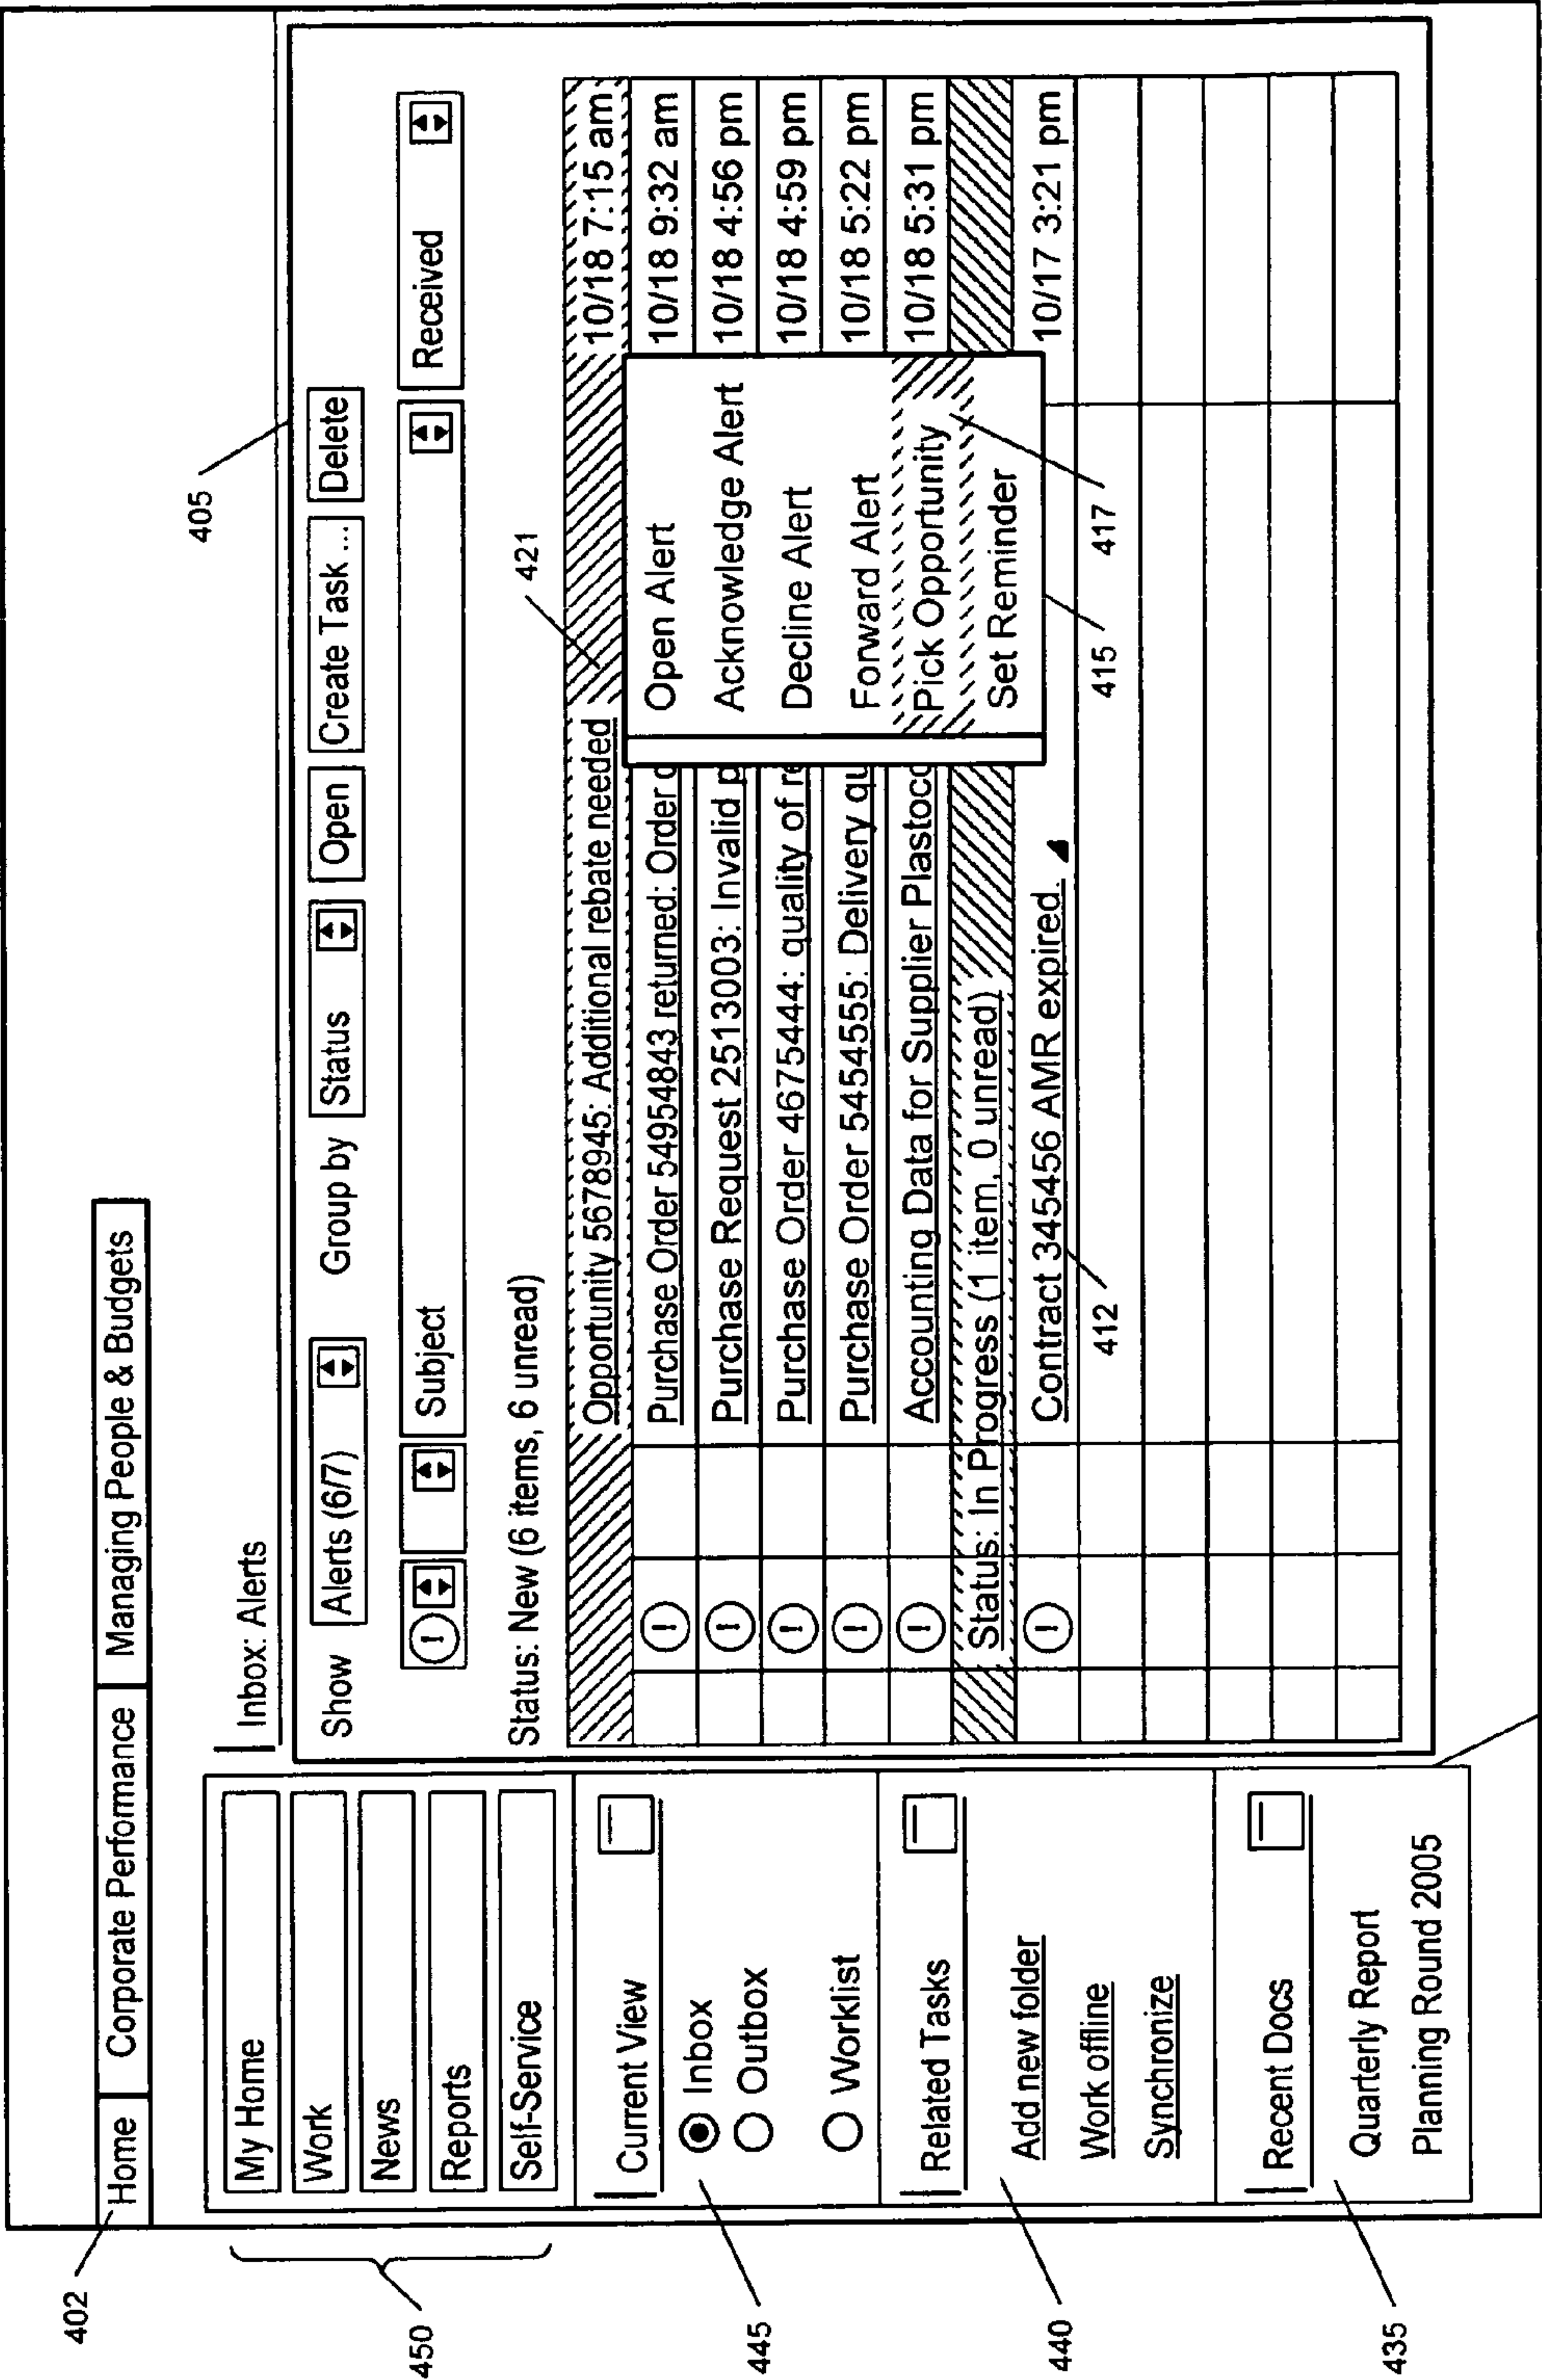 402
Home Corporate Performance Managing People & Budgets
450
My Home
Work
News
Reports
Self-Service
445
Current View
Inbox
Outbox
Worklist
440
Related Tasks
Add new folder
Work offline
Synchronize
435
Recent Docs
Quarterly Report
Planning Round 2005
Inbox: Alerts
405
Show Alerts (6/7) Group by Status Open Create Task ... Delete
! Subject Received
Status: New (6 items, 6 unread)
421
Opportunity 5678945: Additional rebate needed 10/18 7:15 am
! Purchase Order 54954843 returned: Order 10/18 9:32 am
! Purchase Request 2513003: Invalid p 10/18 4:56 pm
! Purchase Order 4675444: quality of re 10/18 4:59 pm
! Purchase Order 5454555: Delivery qu 10/18 5:22 pm
! Accounting Data for Supplier Plastoc 10/18 5:31 pm
Status: In Progress (1 item, 0 unread)
! Contract 345456 AMR expired. 10/17 3:21 pm
412
Open Alert
Acknowledge Alert
Decline Alert
Forward Alert
Pick Opportunity
Set Reminder
415
417